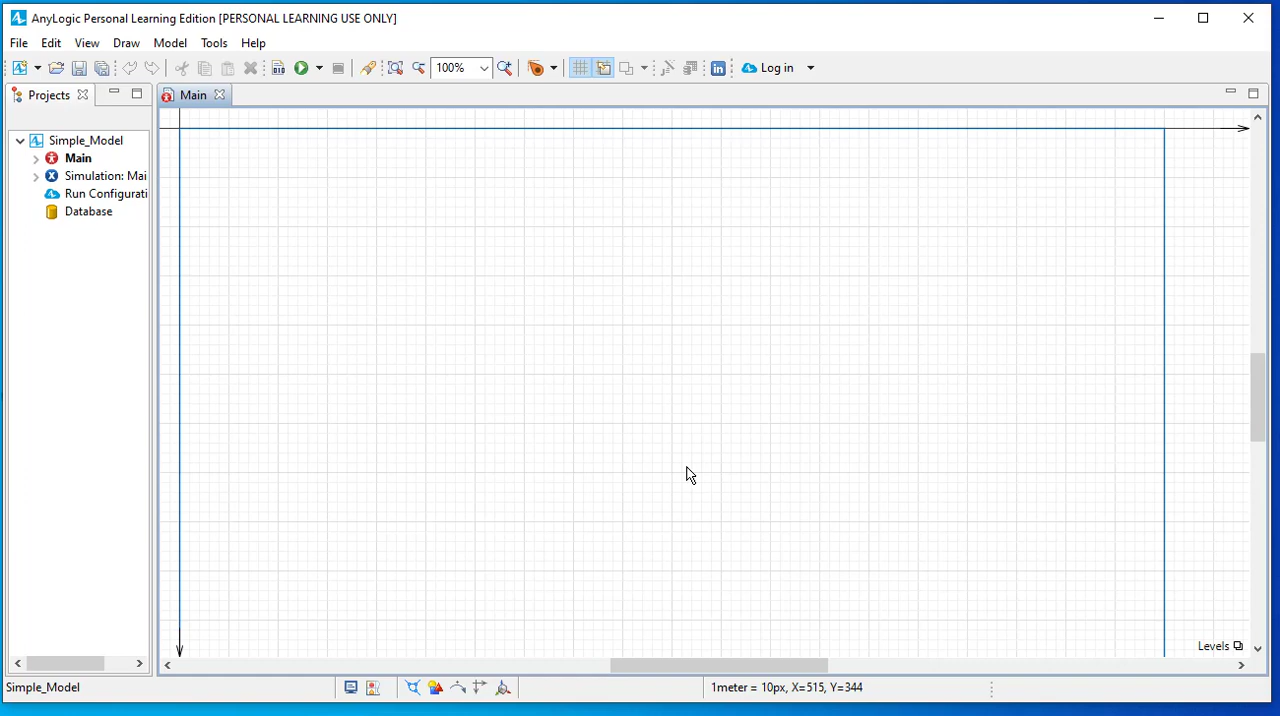 AnyLogic Personal Learning Edition [PERSONAL LEARNING USE ONLY]
File Edit View Draw Model Tools Help
100% Log in
Projects Main
Simple_Model
Main
Simulation: Mai
Run Configurati
Database
Levels
Simple_Model 1meter = 10px, X=515, Y=344